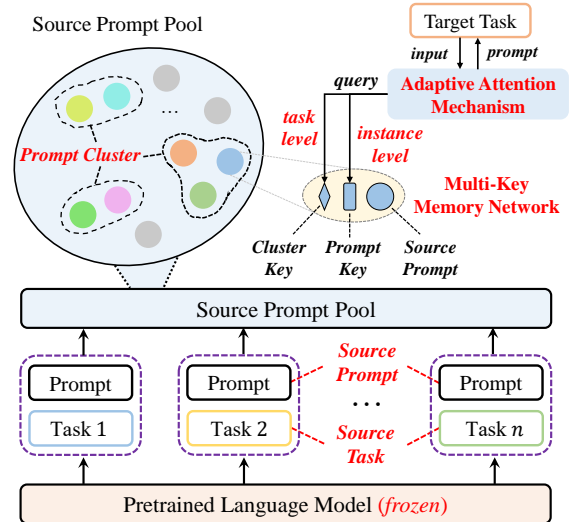 Source Prompt Pool
Target Task
input
prompt
query
Adaptive Attention
Mechanism
task
level
instance
level
...
Prompt Cluster
Multi-Key
Memory Network
Cluster
Key
Prompt
Key
Source
Prompt
Source Prompt Pool
Prompt
Prompt
Source
Prompt
Prompt
...
Task 1
Task 2
Source
Task
Task n
Pretrained Language Model (frozen)